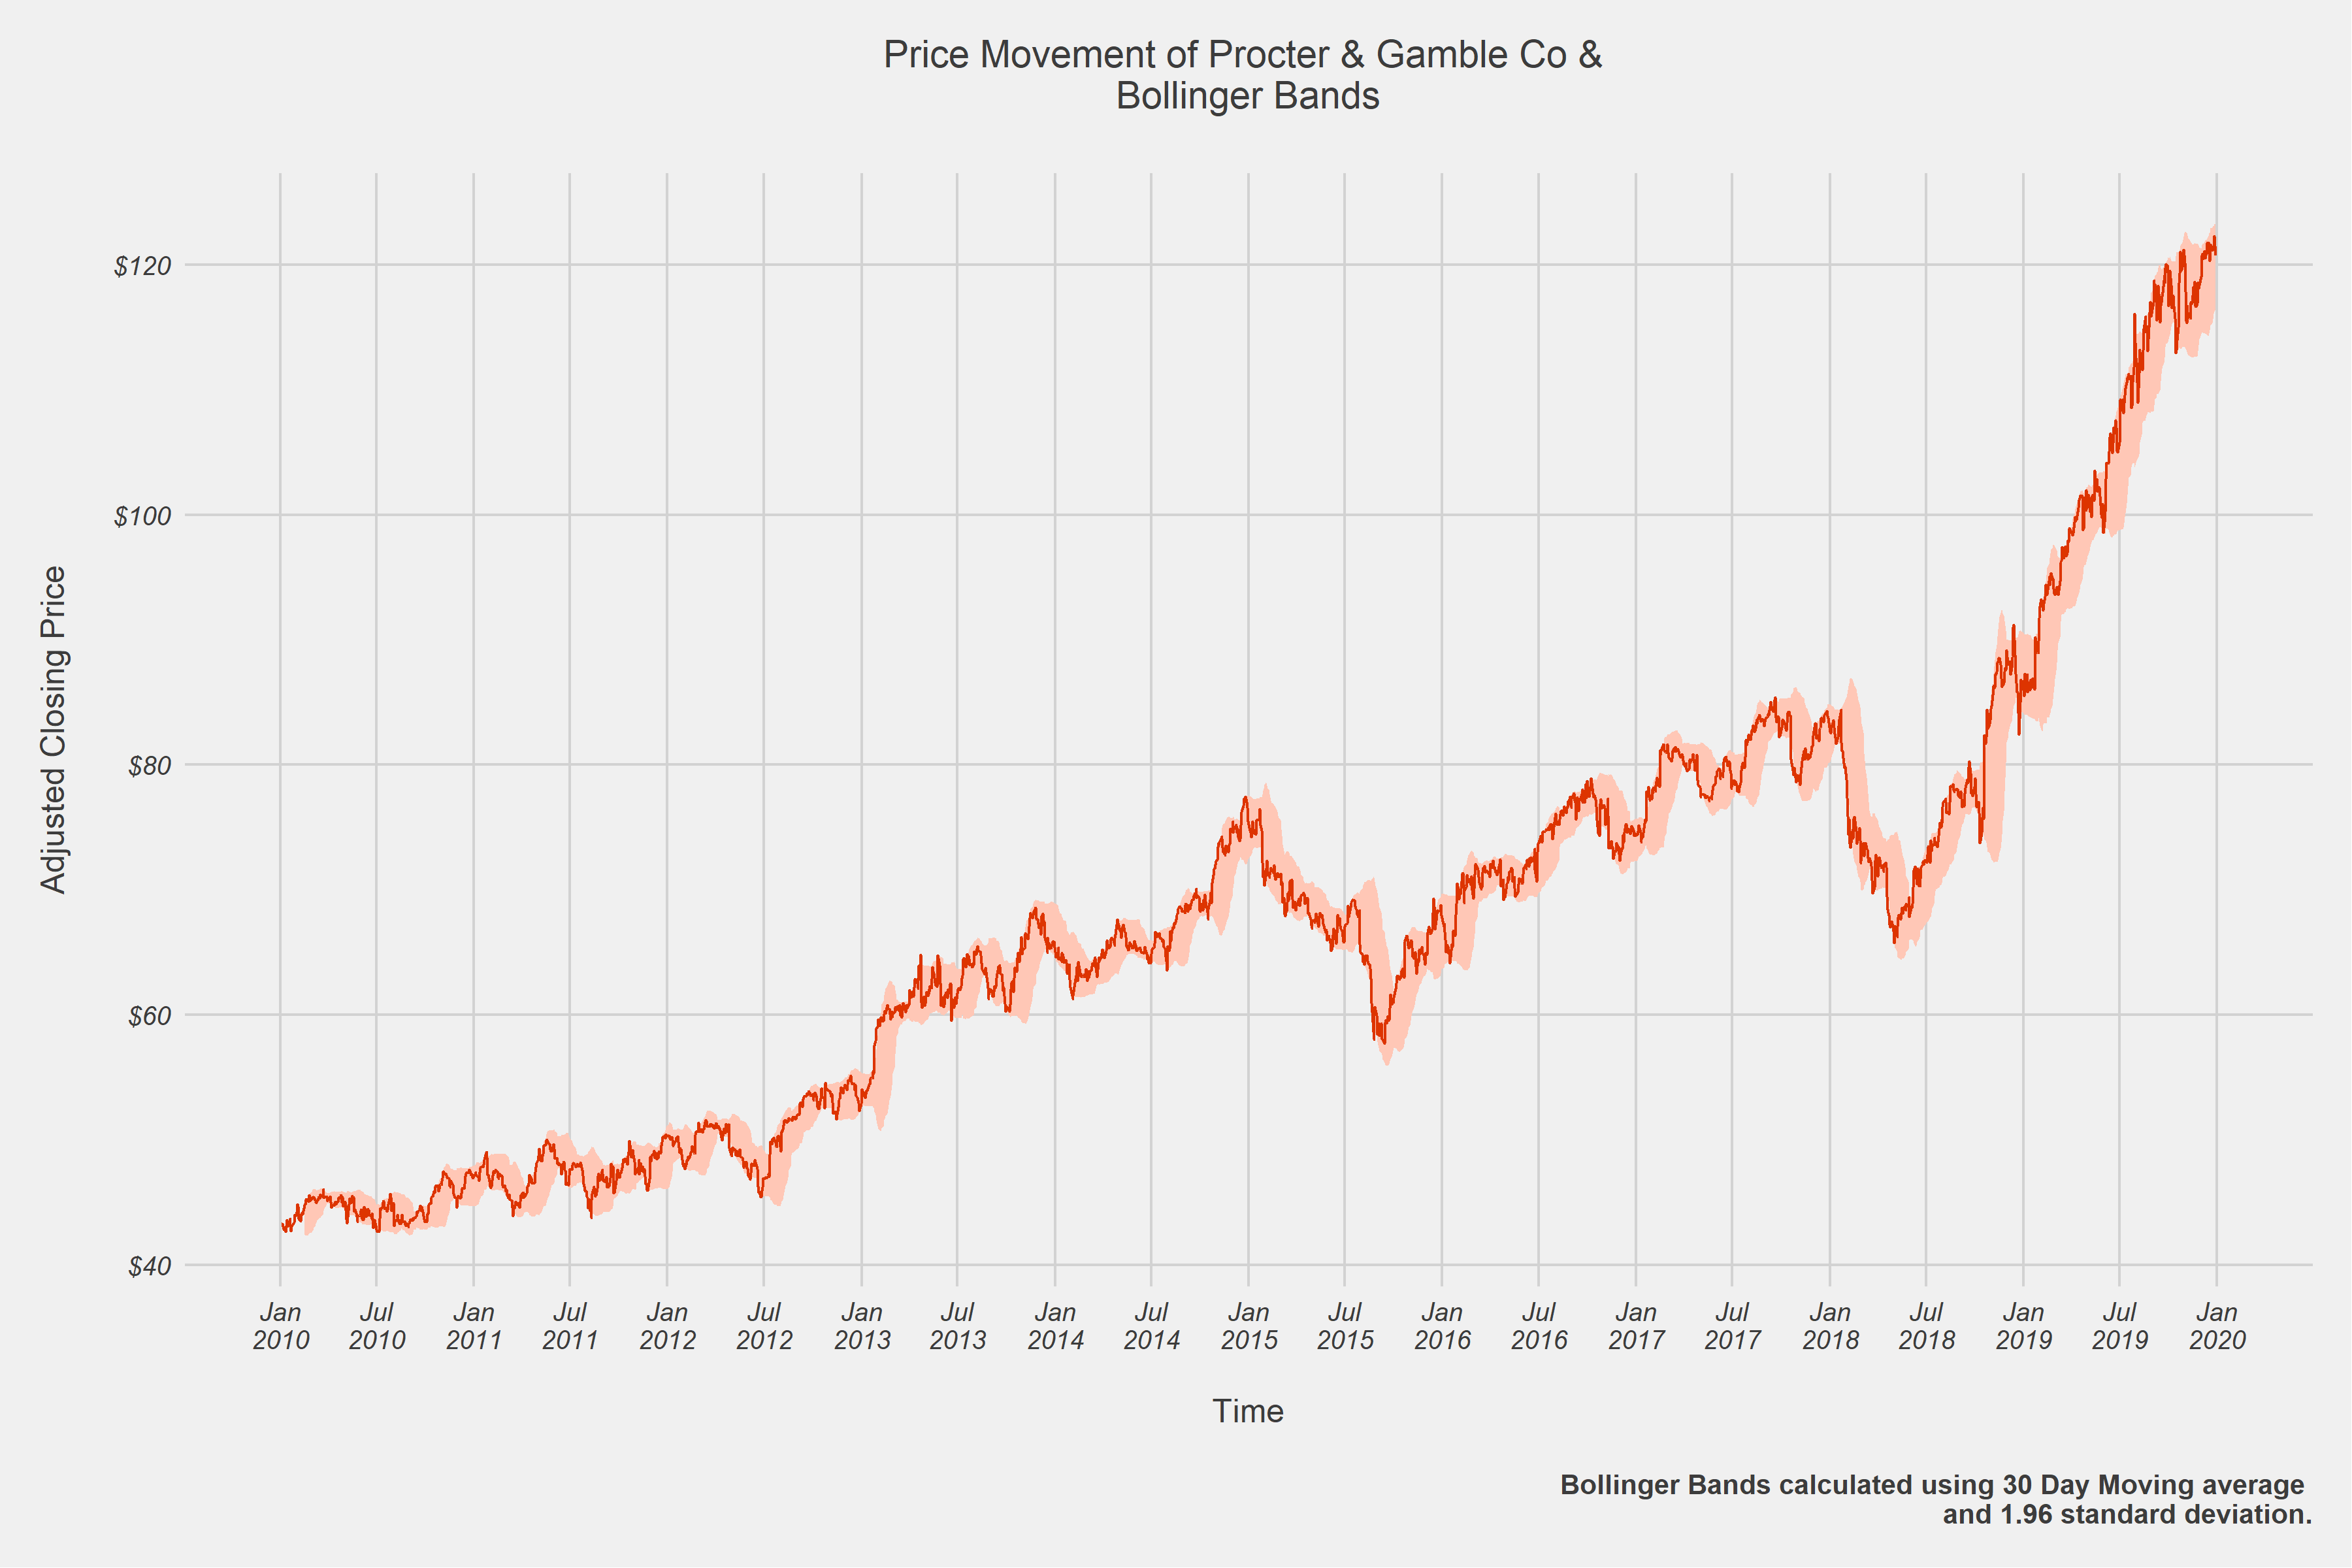 Price Movement of Procter & Gamble Co &
Bollinger Bands
Adjusted Closing Price
$120
$100
$80
$60
$40
Jan Jul Jan Jul Jan Jul Jan Jul Jan Jul Jan Jul Jan Jul Jan Jul Jan Jul Jan Jul Jan
2010 2010 2011 2011 2012 2012 2013 2013 2014 2014 2015 2015 2016 2016 2017 2017 2018 2018 2019 2019 2020
Time
Bollinger Bands calculated using 30 Day Moving average
and 1.96 standard deviation.